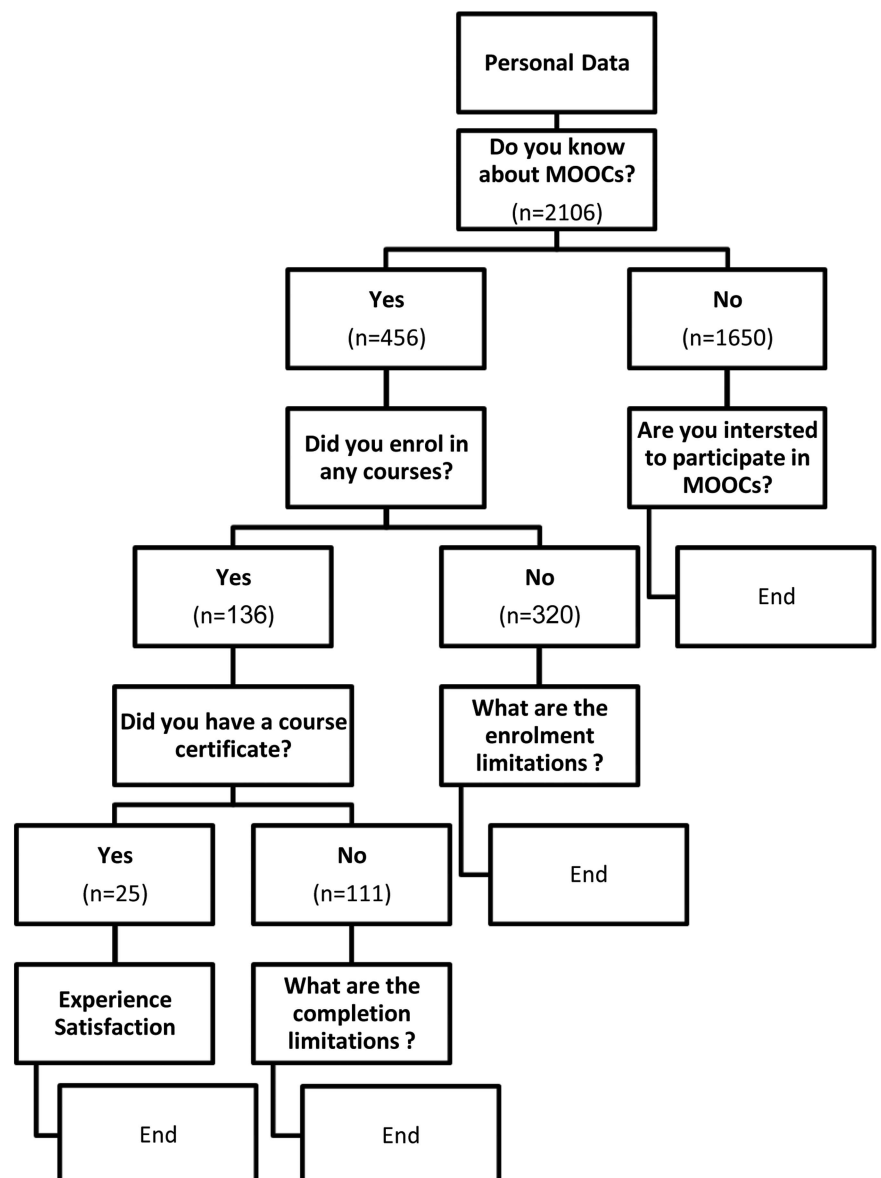 Personal Data
Do you know
about MOOCs?
(n=2106)
Yes
(n=456)
No
(n=1650)
Did you enrol in
any courses?
Are you intersted
to participate in
MOOCs?
Yes
(n=136)
No
(n=320)
End
Did you have a course
certificate?
What are the
enrolment
limitations ?
Yes
(n=25)
No
(n=111)
End
Experience
Satisfaction
What are the
completion
limitations ?
End
End